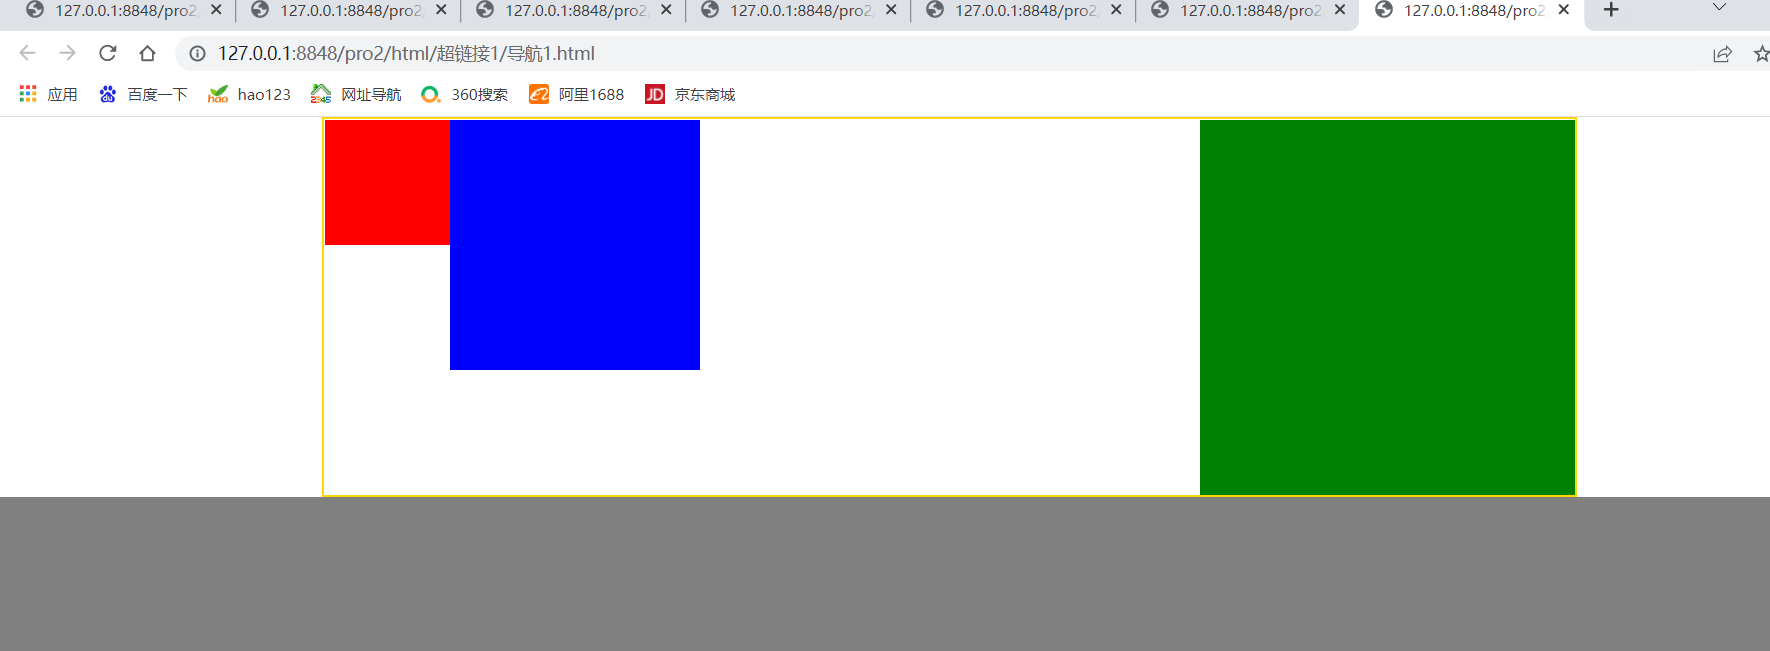 127.0.0.1:8848/pro2 127.0.0.1:8848/pro2 127.0.0.1:8848/pro2 127.0.0.1:8848/pro2 127.0.0.1:8848/pro2 127.0.0.1:8848/pro2 127.0.0.1:8848/pro2
127.0.0.1:8848/pro2/html/超链接1/导航1.html
应用 du 百度一下 hao hao123 2345 网址导航 360搜索 阿里1688 JD 京东商城